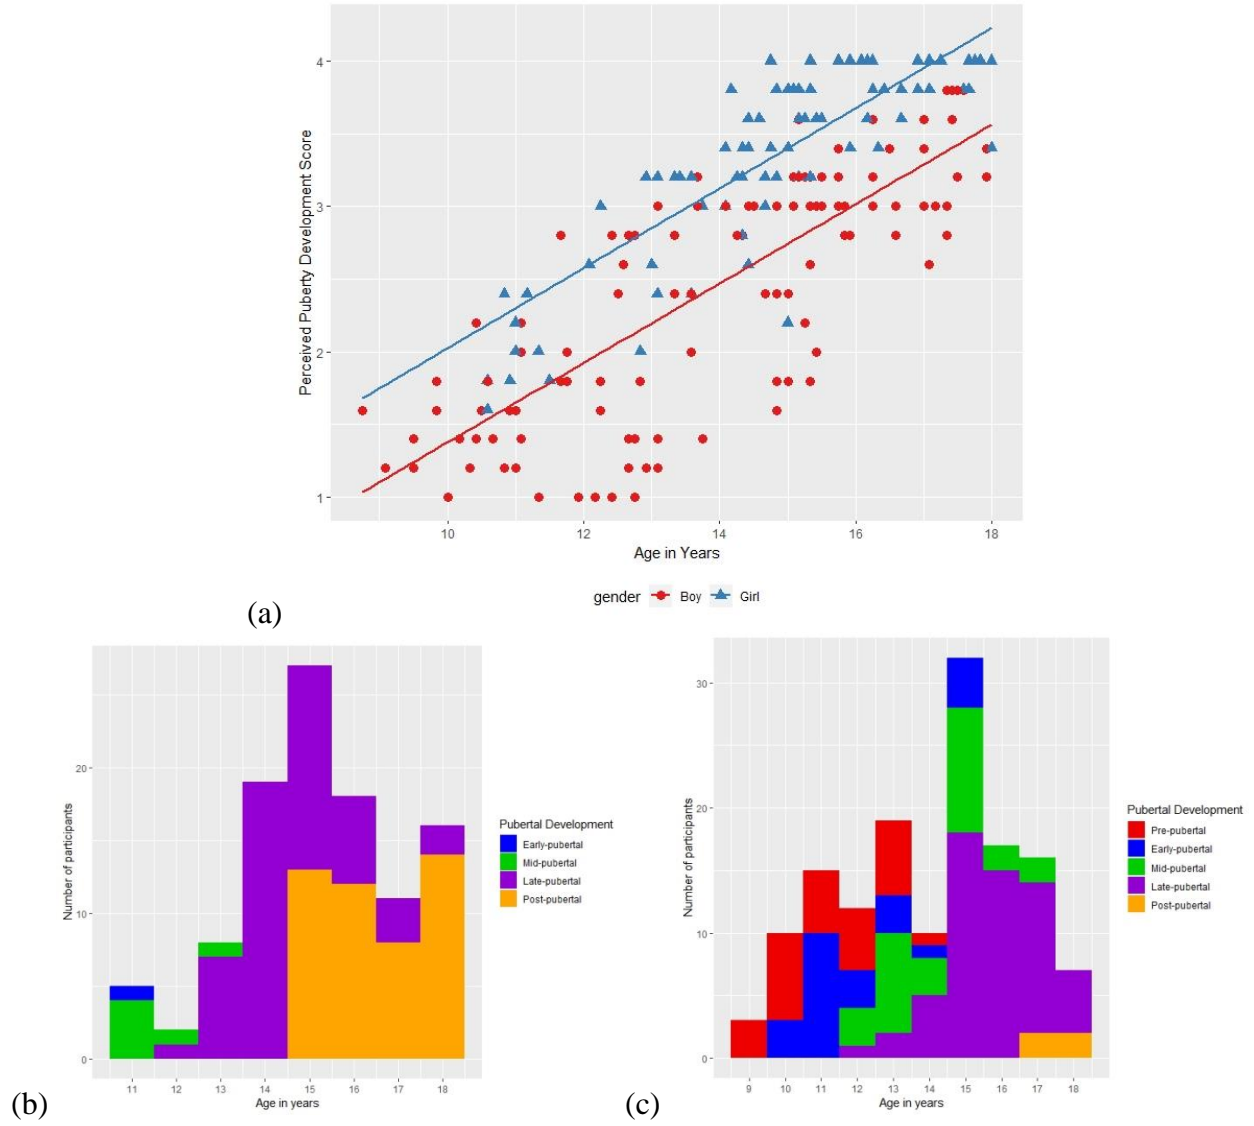 Perceived Puberty Development Score
4
3
2
1
10 12 14 16 18
Age in Years
gender Boy Girl
(a)
Number of participants
20
10
0
11 12 13 14 15 16 17 18
Age in years
Pubertal Development
Early-pubertal
Mid-pubertal
Late-pubertal
Post-pubertal
(b)
Number of participants
30
20
10
0
9 10 11 12 13 14 15 16 17 18
Age in years
Pubertal Development
Pre-pubertal
Early-pubertal
Mid-pubertal
Late-pubertal
Post-pubertal
(c)